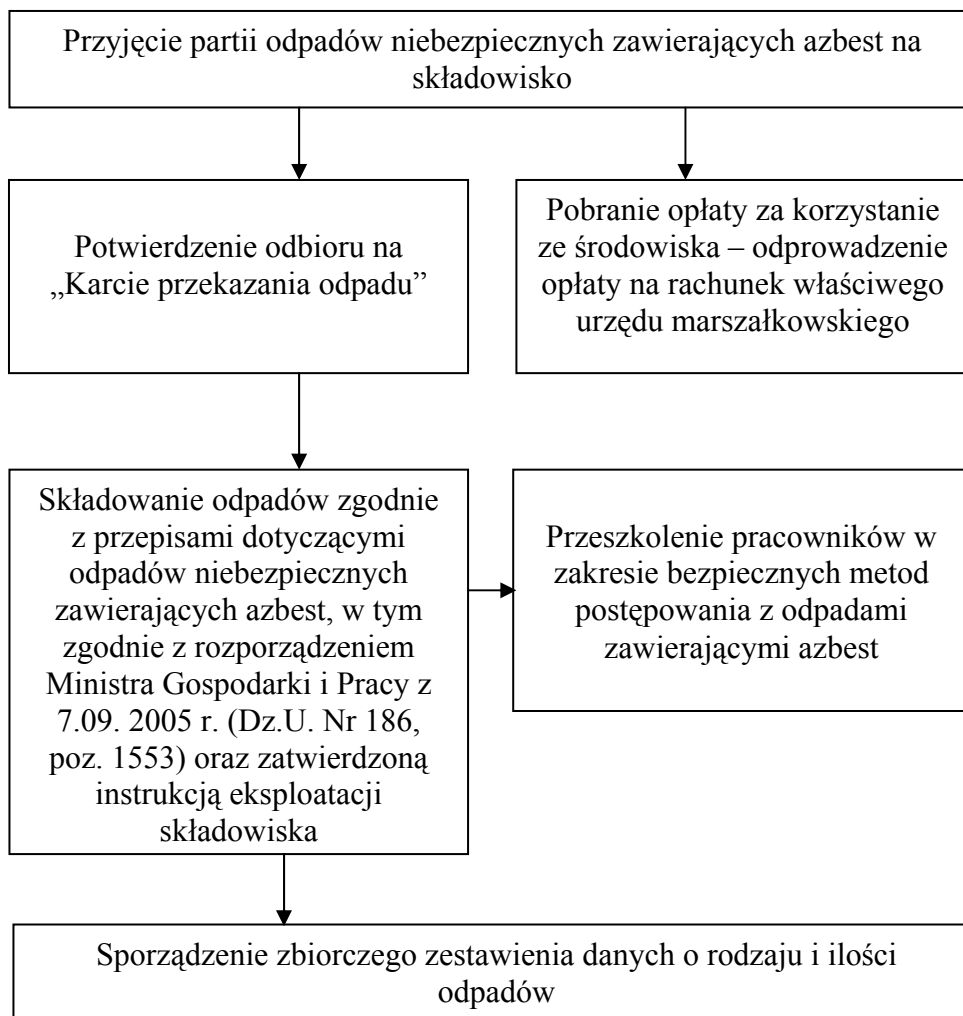 Przyjęcie partii odpadów niebezpiecznych zawierających azbest na
składowisko
Potwierdzenie odbioru na
„Karcie przekazania odpadu”
Pobranie opłaty za korzystanie
ze środowiska – odprowadzenie
opłaty na rachunek właściwego
urzędu marszałkowskiego
Składowanie odpadów zgodnie
z przepisami dotyczącymi
odpadów niebezpiecznych
zawierających azbest, w tym
zgodnie z rozporządzeniem
Ministra Gospodarki i Pracy z
7.09. 2005 r. (Dz.U. Nr 186,
poz. 1553) oraz zatwierdzoną
instrukcją eksploatacji
składowiska
Przeszkolenie pracowników w
zakresie bezpiecznych metod
postępowania z odpadami
zawierającymi azbest
Sporządzenie zbiorczego zestawienia danych o rodzaju i ilości
odpadów